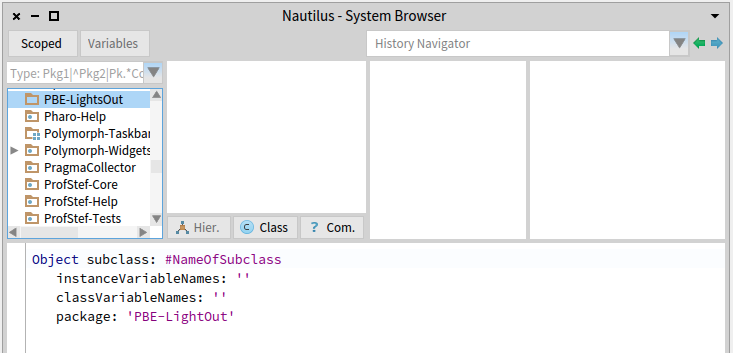 Nautilus - System Browser
Scoped
Variables
History Navigator
Type: Pkg1|^Pkg2|Pk.*Cc
PBE-LightsOut
Pharo-Help
Polymorph-Taskbar
Polymorph-Widgets
PragmaCollector
ProfStef-Core
ProfStef-Help
ProfStef-Tests
Hier.
C Class
? Com.
Object subclass: #NameOfSubclass
instanceVariableNames: ''
classVariableNames: ''
package: 'PBE-LightOut'